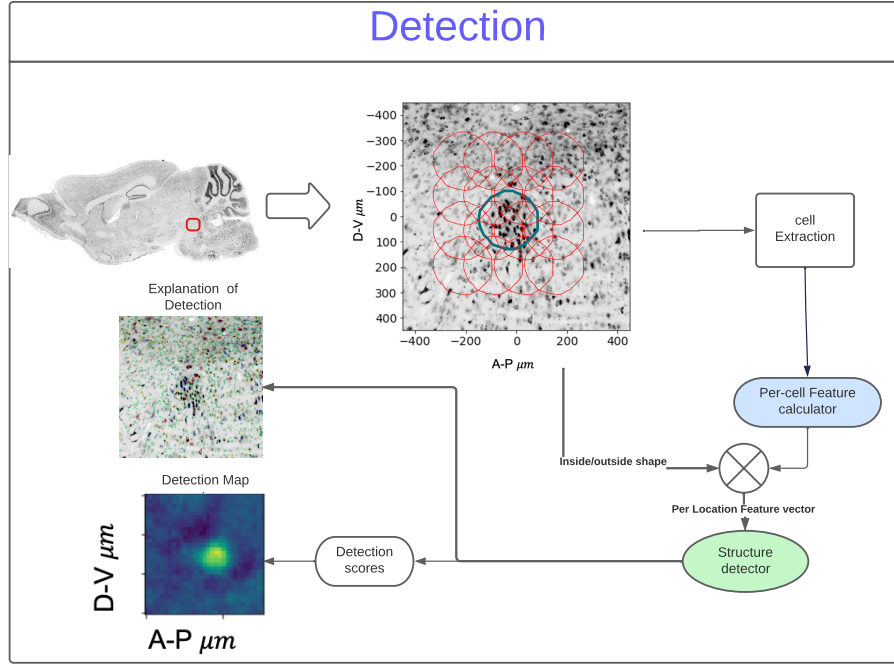 Detection
−400
−300
−200
−100
0
100
200
300
400
D-V μm
−400
−200
0
200
400
A-P μm
cell
Extraction
Explanation of
Detection
Per-cell Feature
calculator
Inside/outside shape
Per Location Feature vector
Structure
detector
Detection
scores
Detection Map
D-V μm
A-P μm